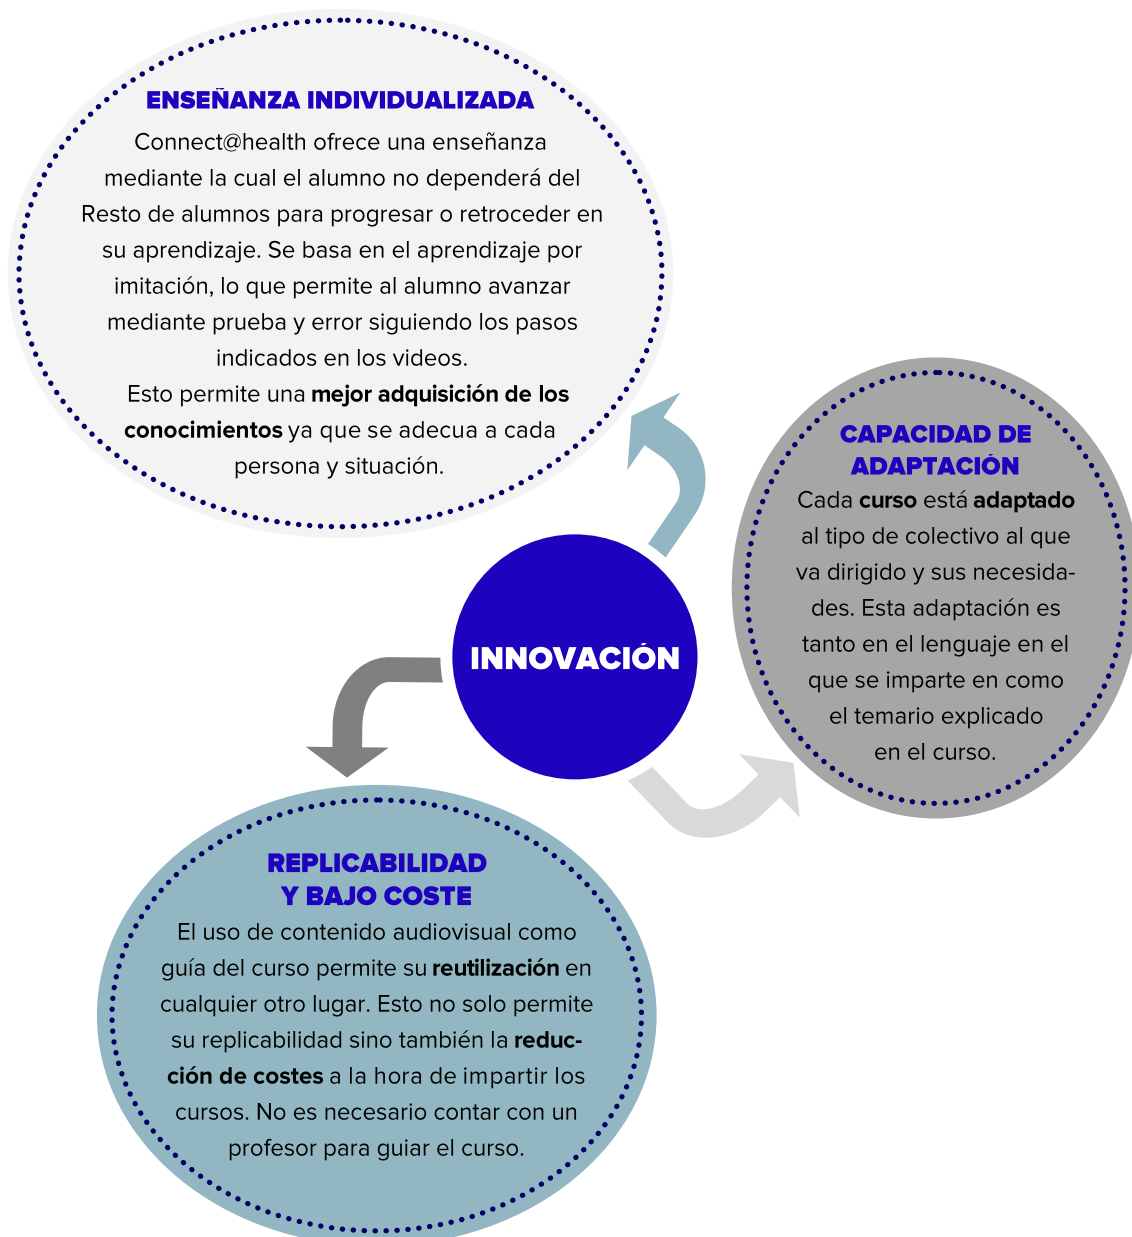 ENSEÑANZA INDIVIDUALIZADA
Connect@health ofrece una enseñanza
mediante la cual el alumno no dependerá del
Resto de alumnos para progresar o retroceder en
su aprendizaje. Se basa en el aprendizaje por
imitación, lo que permite al alumno avanzar
mediante prueba y error siguiendo los pasos
indicados en los videos.
Esto permite una mejor adquisición de los
conocimientos ya que se adecua a cada
persona y situación.
CAPACIDAD DE
ADAPTACIÓN
Cada curso está adaptado
al tipo de colectivo al que
va dirigido y sus necesida-
des. Esta adaptación es
tanto en el lenguaje en el
que se imparte en como
el temario explicado
en el curso.
INNOVACIÓN
REPLICABILIDAD
Y BAJO COSTE
El uso de contenido audiovisual como
guía del curso permite su reutilización en
cualquier otro lugar. Esto no solo permite
su replicabilidad sino también la reduc-
ción de costes a la hora de impartir los
cursos. No es necesario contar con un
profesor para guiar el curso.